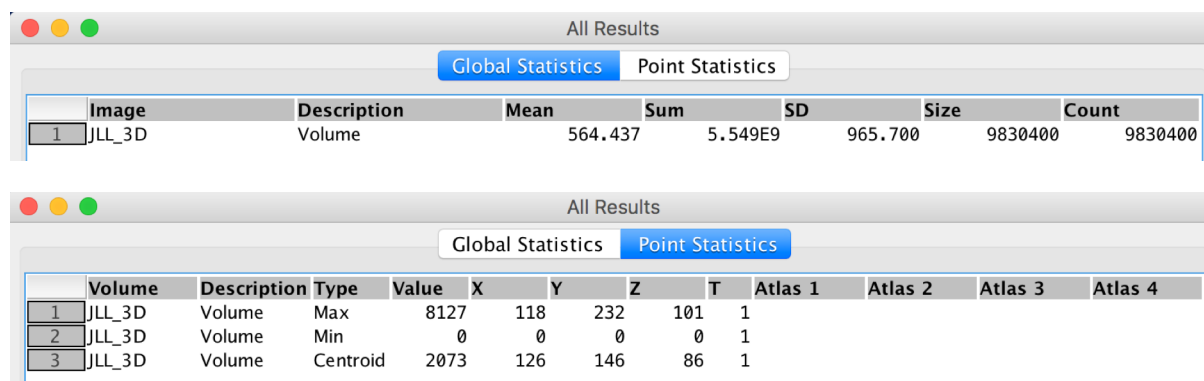 All Results
Global Statistics Point Statistics
Image Description Mean Sum SD Size Count
1 JLL_3D Volume 564.437 5.549E9 965.700 9830400 9830400
All Results
Global Statistics Point Statistics
Volume Description Type Value X Y Z T Atlas 1 Atlas 2 Atlas 3 Atlas 4
1 JLL_3D Volume Max 8127 118 232 101 1
2 JLL_3D Volume Min 0 0 0 0 1
3 JLL_3D Volume Centroid 2073 126 146 86 1